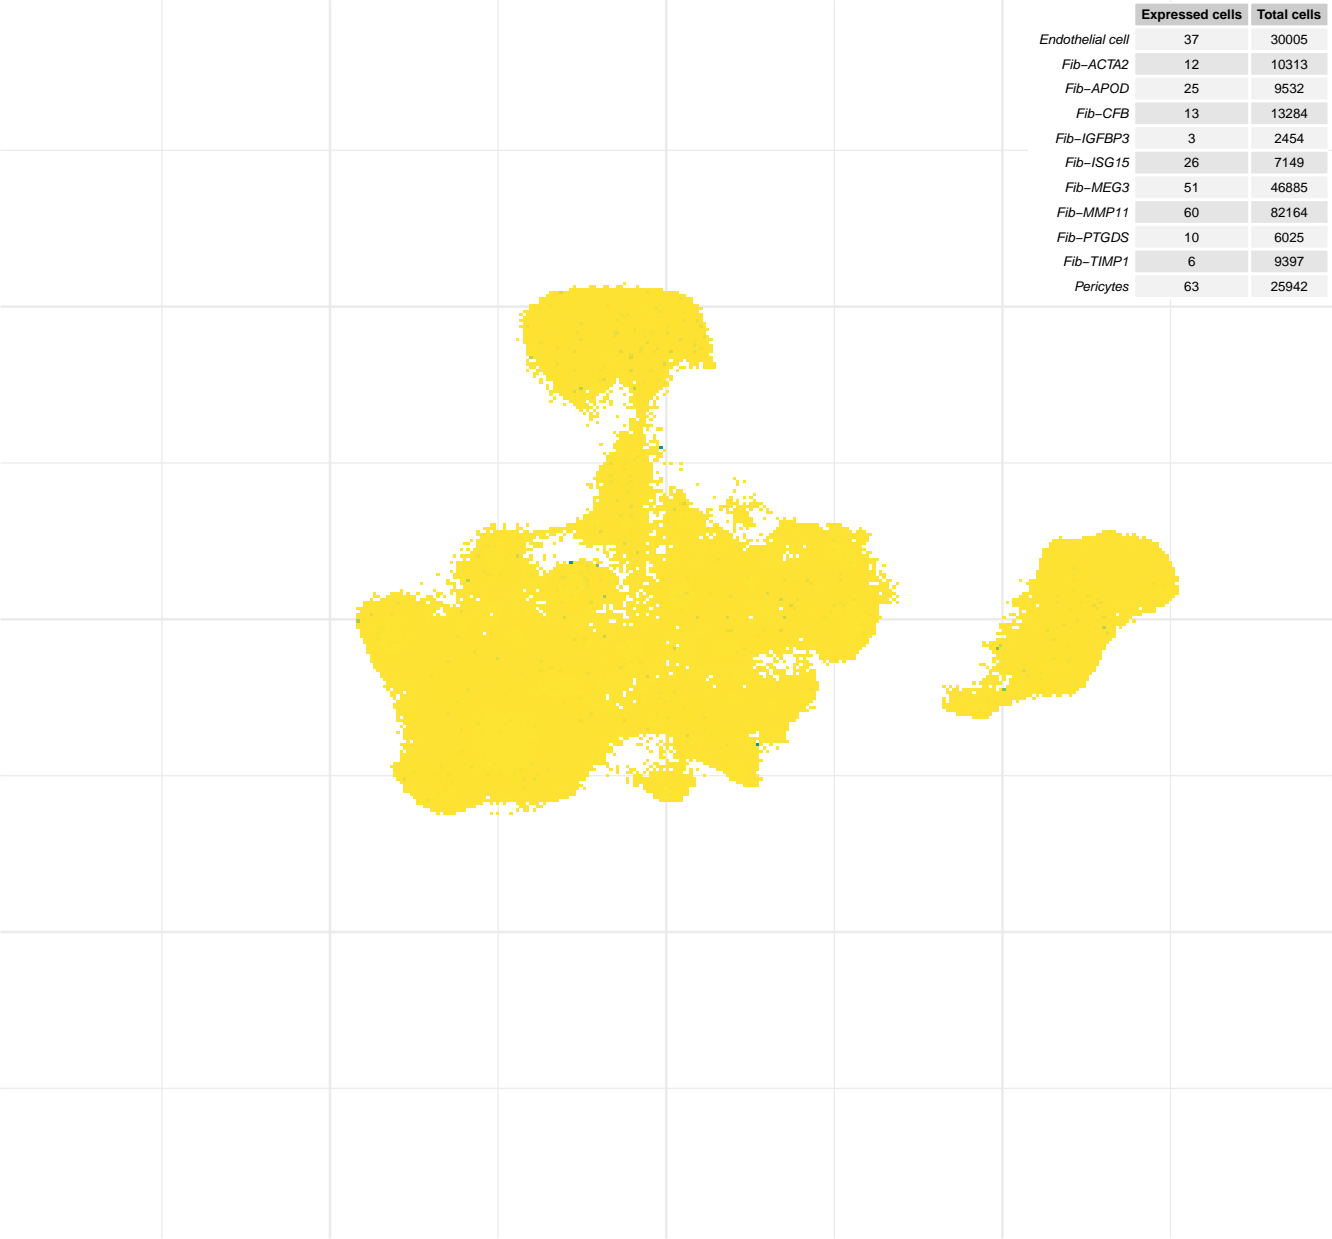 Expressed cells Total cells
Endothelial cell 37 30005
Fib−ACTA2 12 10313
Fib−APOD 25 9532
Fib−CFB 13 13284
Fib−IGFBP3 3 2454
Fib−ISG15 26 7149
Fib−MEG3 51 46885
Fib−MMP11 60 82164
Fib−PTGDS 10 6025
Fib−TIMP1 6 9397
Pericytes 63 25942